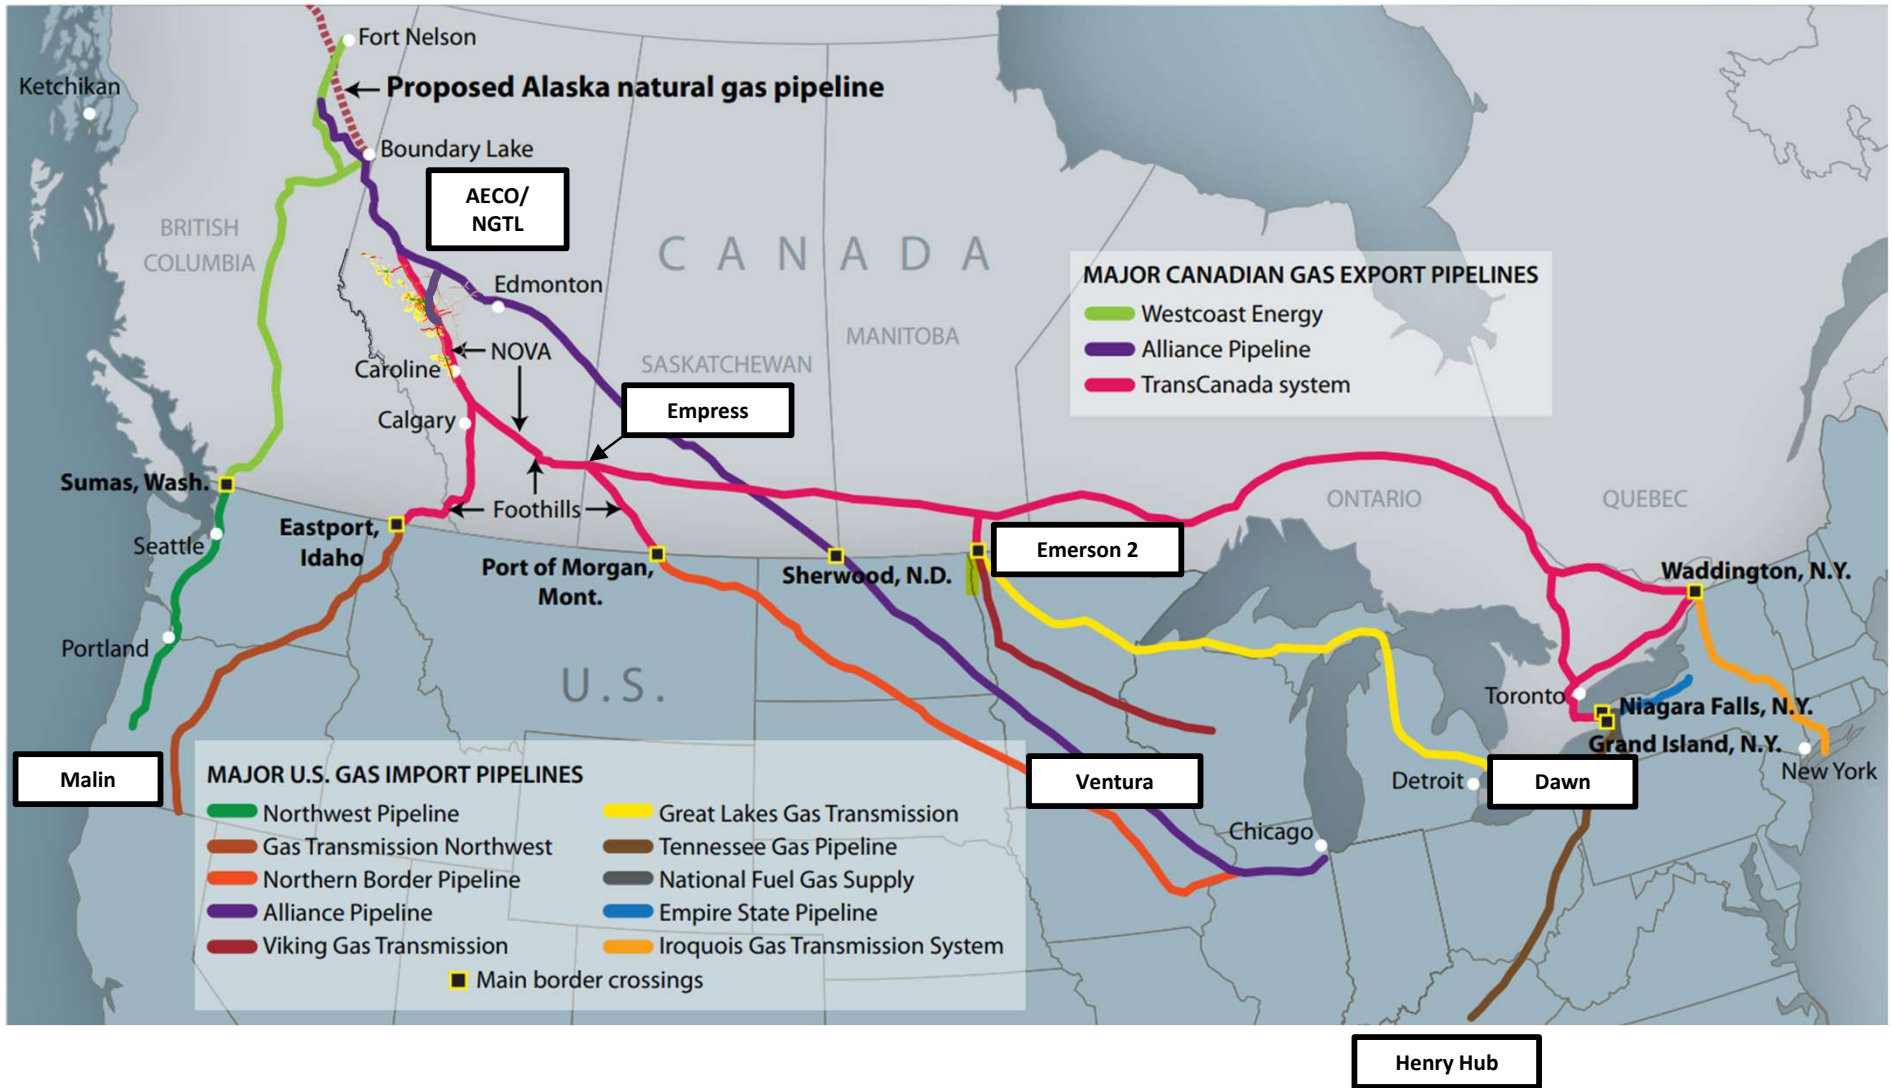 Fort Nelson
Ketchikan
Proposed Alaska natural gas pipeline
Boundary Lake
AECO/
NGTL
BRITISH
COLUMBIA
CANADA
MAJOR CANADIAN GAS EXPORT PIPELINES
Westcoast Energy
Alliance Pipeline
TransCanada system
Edmonton
MANITOBA
NOVA
SASKATCHEWAN
Caroline
Empress
Calgary
Sumas, Wash.
ONTARIO
QUEBEC
Foothills
Eastport,
Idaho
Seattle
Emerson 2
Port of Morgan,
Mont.
Sherwood, N.D.
Waddington, N.Y.
Portland
U.S.
Toronto
Niagara Falls, N.Y.
Grand Island, N.Y.
Malin
Ventura
Detroit
Dawn
New York
Chicago
MAJOR U.S. GAS IMPORT PIPELINES
Northwest Pipeline
Gas Transmission Northwest
Northern Border Pipeline
Alliance Pipeline
Viking Gas Transmission
Great Lakes Gas Transmission
Tennessee Gas Pipeline
National Fuel Gas Supply
Empire State Pipeline
Iroquois Gas Transmission System
Main border crossings
Henry Hub